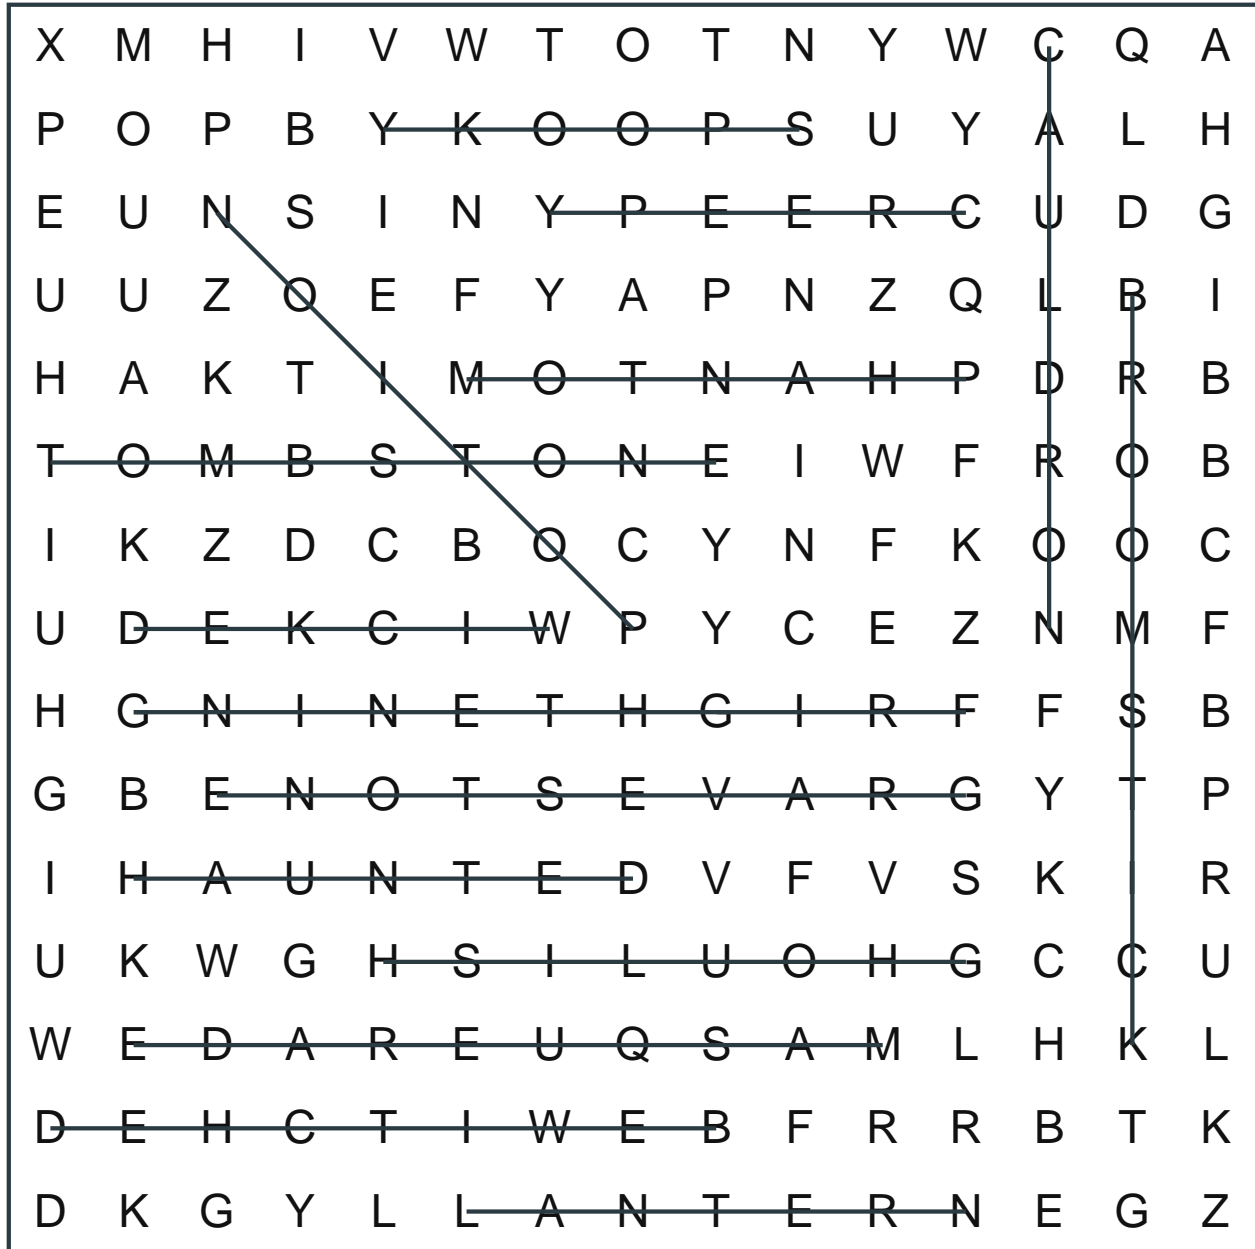 X M H I V W T O T N Y W C Q A
P O P B Y K O O P S U Y A L H
E U N S I N Y P E E R C U D G
U U Z O E F Y A P N Z Q L B I
H A K T I M O T N A H P D R B
T O M B S T O N E I W F R O B
I K Z D C B O C Y N F K O O C
U D E K C I W P Y C E Z N M F
H G N I N E T H G I R F F S B
G B E N O T S E V A R G Y T P
I H A U N T E D V F V S K I R
U K W G H S I L U O H G C C U
W E D A R E U Q S A M L H K L
D E H C T I W E B F R R B T K
D K G Y L L A N T E R N E G Z